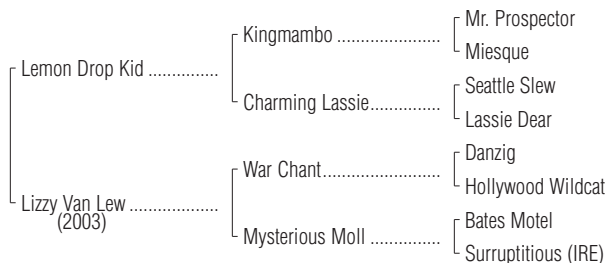 Mr. Prospector
Kingmambo ......................
Miesque
Lemon Drop Kid ...............
Seattle Slew
Charming Lassie...............
Lassie Dear
Danzig
War Chant.........................
Hollywood Wildcat
Lizzy Van Lew ...................
(2003)
Bates Motel
Mysterious Moll ...............
Surruptitious (IRE)